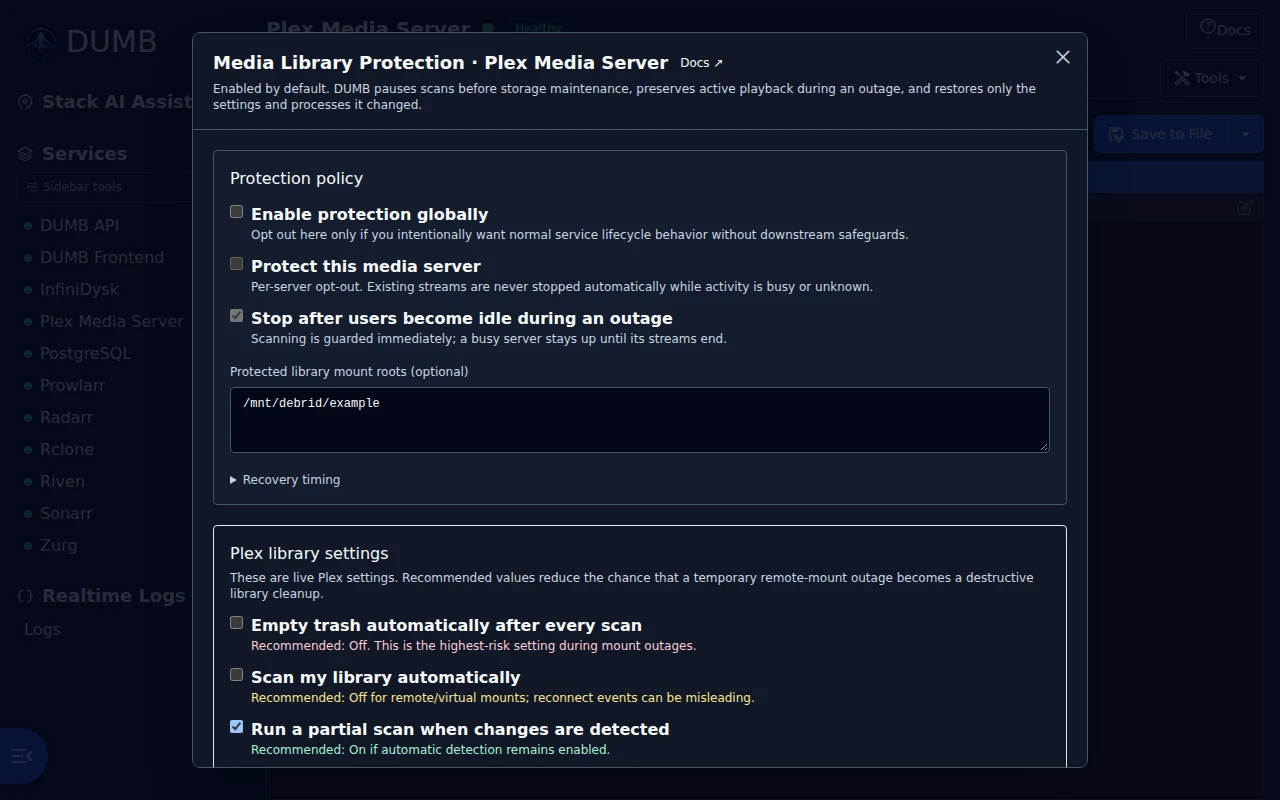 DUMB
Plex Media Server
Healthy
Docs
Tools
Stack AI Assist
Services
Save to File
Sidebar tools
DUMB API
DUMB Frontend
InfiniDysk
Plex Media Server
PostgreSQL
Prowlarr
Radarr
Rclone
Riven
Sonarr
Zurg
Realtime Logs
Logs
Media Library Protection · Plex Media Server Docs ↗
Enabled by default. DUMB pauses scans before storage maintenance, preserves active playback during an outage, and restores only the
settings and processes it changed.
Protection policy
Enable protection globally
Opt out here only if you intentionally want normal service lifecycle behavior without downstream safeguards.
Protect this media server
Per-server opt-out. Existing streams are never stopped automatically while activity is busy or unknown.
Stop after users become idle during an outage
Scanning is guarded immediately; a busy server stays up until its streams end.
Protected library mount roots (optional)
/mnt/debrid/example
Recovery timing
Plex library settings
These are live Plex settings. Recommended values reduce the chance that a temporary remote-mount outage becomes a destructive
library cleanup.
Empty trash automatically after every scan
Recommended: Off. This is the highest-risk setting during mount outages.
Scan my library automatically
Recommended: Off for remote/virtual mounts; reconnect events can be misleading.
Run a partial scan when changes are detected
Recommended: On if automatic detection remains enabled.